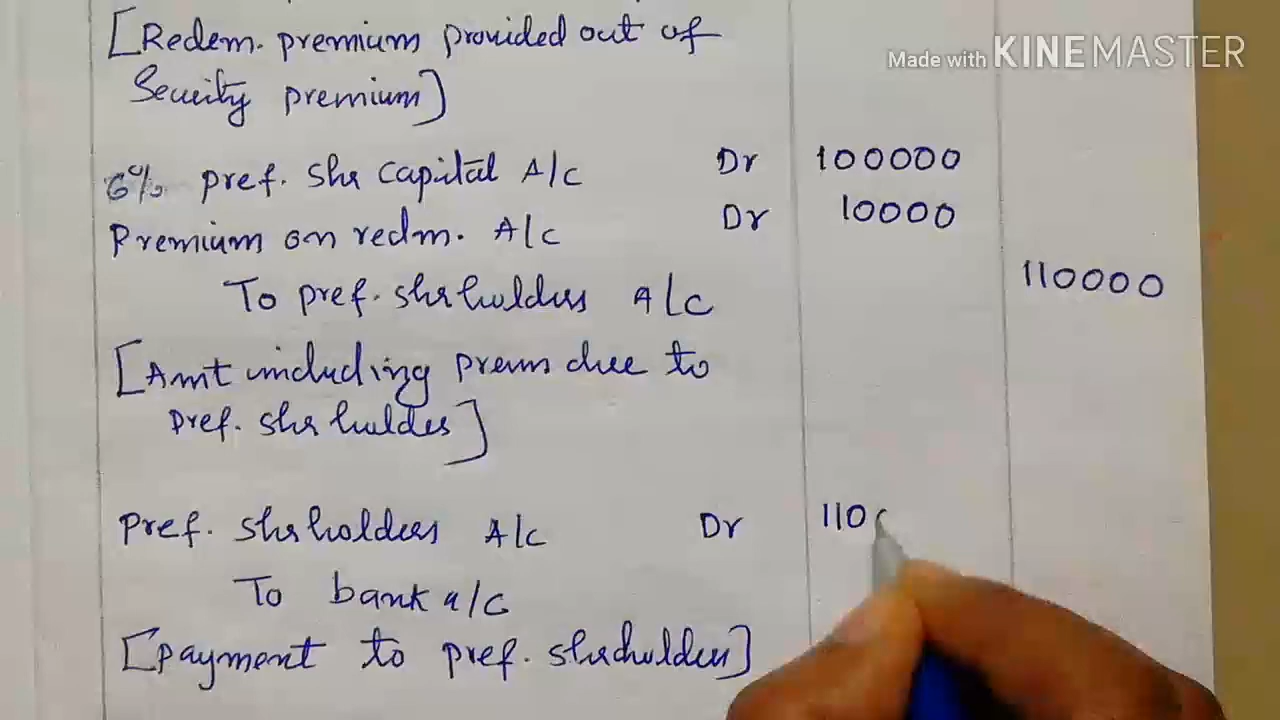 [Redem. premium provided out of
Made with KINEMASTER
Security premium]
6% pref. shr capital A/c Dr 100000
Premium on redm. A/c Dr 10000
To pref. shrholders A/c 110000
[Amt including prem due to
pref. shr holder]
pref. shrholders A/c Dr 110
To bank a/c
[payment to pref. shrholder]